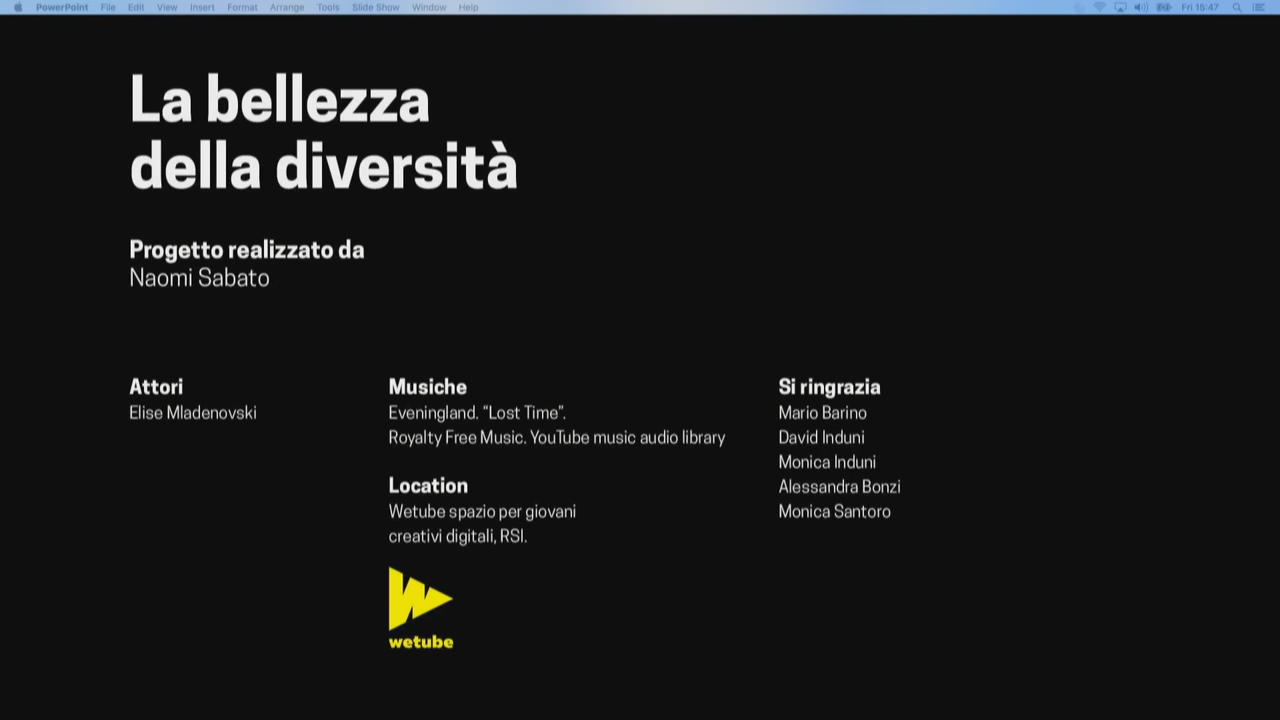 PowerPoint File Edit View Insert Format Arrange Tools Slide Show Window Help Fri 15:47
La bellezza
della diversità
Progetto realizzato da
Naomi Sabato
Attori
Elise Mladenovski
Musiche
Eveningland. “Lost Time”.
Royalty Free Music. YouTube music audio library
Location
Wetube spazio per giovani
creativi digitali, RSI.
wetube
Si ringrazia
Mario Barino
David Induni
Monica Induni
Alessandra Bonzi
Monica Santoro